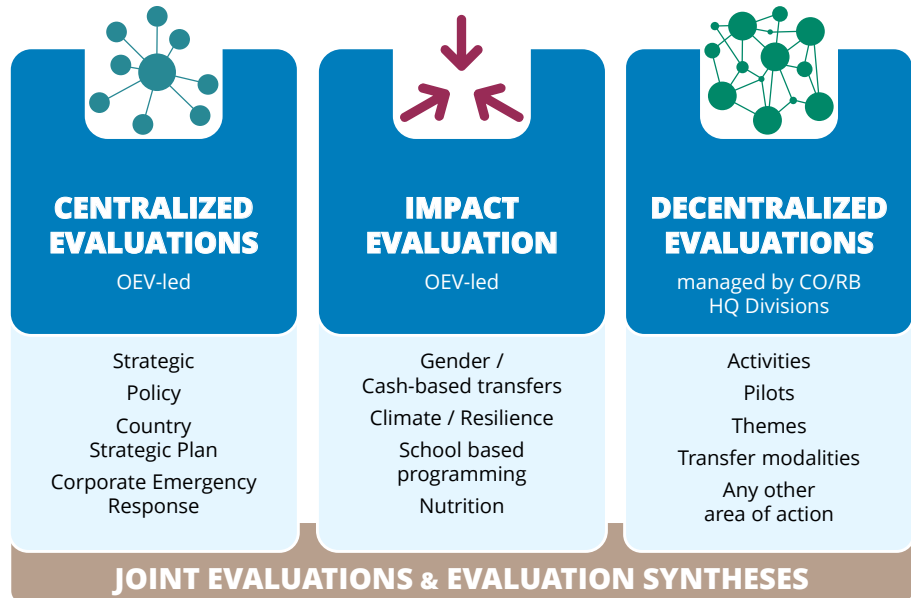 CENTRALIZED
EVALUATIONS
OEV-led
Strategic
Policy
Country
Strategic Plan
Corporate Emergency
Response
IMPACT
EVALUATION
OEV-led
Gender /
Cash-based transfers
Climate / Resilience
School based
programming
Nutrition
DECENTRALIZED
EVALUATIONS
managed by CO/RB
HQ Divisions
Activities
Pilots
Themes
Transfer modalities
Any other
area of action
JOINT EVALUATIONS & EVALUATION SYNTHESES